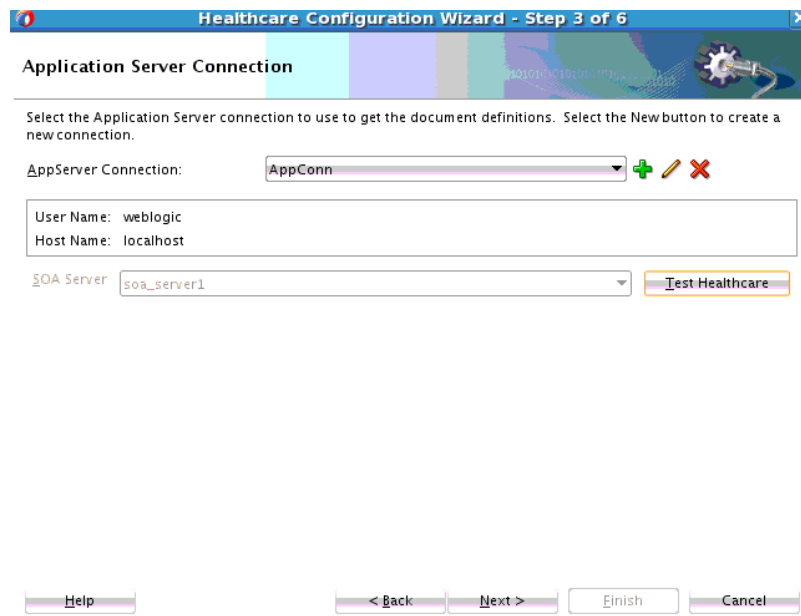 Healthcare Configuration Wizard - Step 3 of 6
Application Server Connection
Select the Application Server connection to use to get the document definitions. Select the New button to create a
new connection.
AppServer Connection: AppConn
User Name: weblogic
Host Name: localhost
SOA Server soa_server1 Test Healthcare
Help < Back Next > Finish Cancel